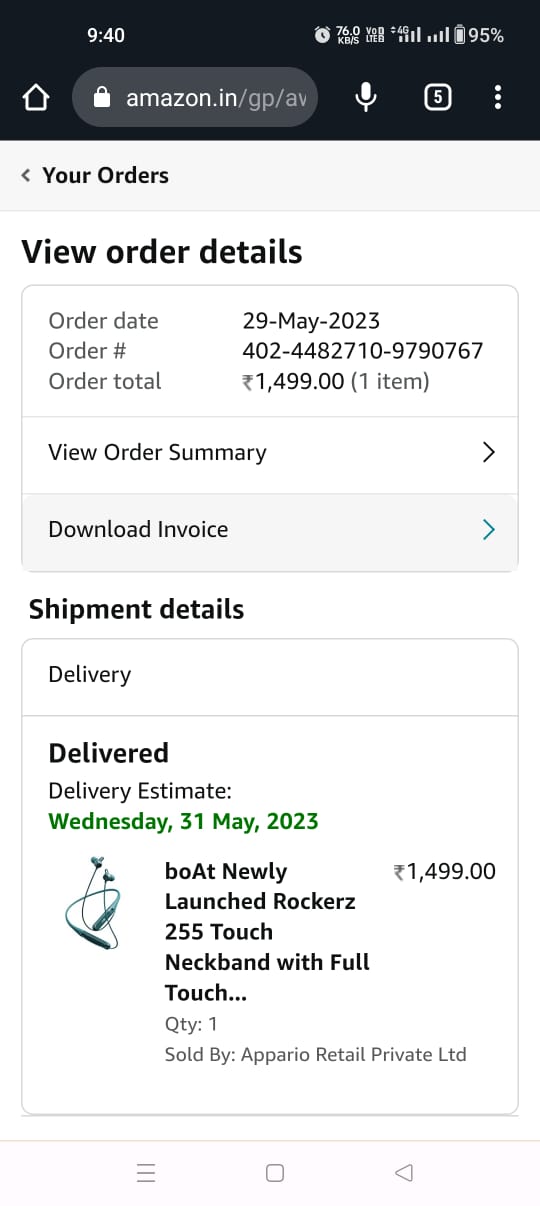 9:40 76.0 KB/S VoD LTED 4G 95%
amazon.in/gp/av 5
Your Orders
View order details
Order date 29-May-2023
Order # 402-4482710-9790767
Order total ₹1,499.00 (1 item)
View Order Summary
Download Invoice
Shipment details
Delivery
Delivered
Delivery Estimate:
Wednesday, 31 May, 2023
boAt Newly ₹1,499.00
Launched Rockerz
255 Touch
Neckband with Full
Touch...
Qty: 1
Sold By: Appario Retail Private Ltd